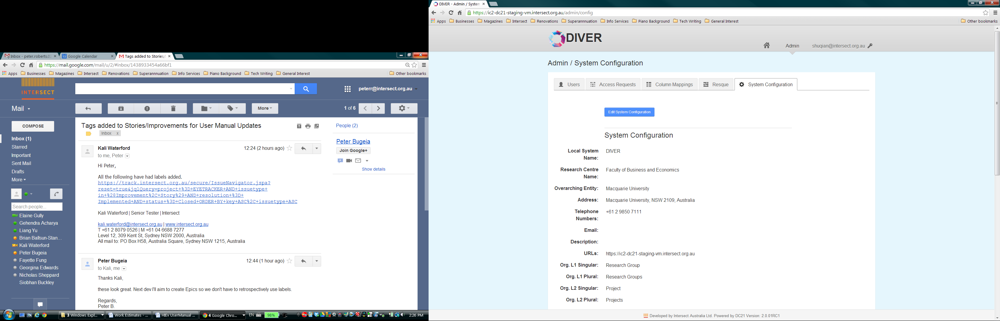 Inbox - peter.roberts.02
Google Calendar
Tags added to Stories/
https://mail.google.com/mail/u/2/#inbox/1438933454a66bf1
Apps Businesses Magazines Intersect Renovations Superannnuation Info Services Piano Background Tech Writing General Interest Other bookmarks
INTERSECT
peterr@intersect.org.au
Mail
More
1 of 6
COMPOSE
Inbox (1)
Starred
Important
Sent Mail
Drafts
More
Search people...
Elaine Gully
Gehendra Acharya
Liang Yu
Brian Ballsun-Stan...
Kali Waterford
Peter Bugeia
Fayette Fung
Georgina Edwards
Nicholas Sheppard
Siobhan Buckley
Tags added to Stories/Improvements for User Manual Updates
Inbox x
Kali Waterford
12:24 (2 hours ago)
to me, Peter
Hi Peter,
All the following have had labels added.
https://track.intersect.org.au/secure/IssueNavigator.jspa?
reset=true&jqlQuery=project+%3D+EYETRACKER+AND+issuetype+
in+%28Improvement%2C+Story%29+AND+resolution+%3D+
Implemented+AND+status+%3D+Closed+ORDER+BY+key+ASC%2C+issuetype+ASC
Kali Waterford | Senior Tester | Intersect
kali.waterford@intersect.org.au | www.intersect.org.au
T +61 2 8079 0526 | M +61 04 6688 7277
Level 12, 309 Kent St, Sydney NSW 2000, Australia
All mail to: PO Box H58, Australia Square, Sydney NSW 1215, Australia
Peter Bugeia
12:44 (1 hour ago)
to Kali, me
Thanks Kali,
these look great. Next dev I'll aim to create Epics so we don't have to retrospectively use labels.
Regards,
Peter B.
People (2)
Peter Bugeia
Join Google+
Show details
3 Windows Expl...
Work Estimates - ...
HIEv UserManual ...
4 Google Chro...
EN
98%
2:26 PM
DIVER - Admin / System
https://ic2-dc21-staging-vm.intersect.org.au/admin/config
Apps Businesses Magazines Intersect Renovations Superannnuation Info Services Piano Background Tech Writing General Interest Other bookmarks
DIVER
Admin
shuqian@intersect.org.au
Admin / System Configuration
Users
Access Requests
Column Mappings
Resque
System Configuration
Edit System Configuration
System Configuration
Local System Name: DIVER
Research Centre Name: Faculty of Business and Economics
Overarching Entity: Macquarie University
Address: Macquarie University, NSW 2109, Australia
Telephone Numbers: +61 2 9850 7111
Email:
Description:
URLs: https://ic2-dc21-staging-vm.intersect.org.au
Org. L1 Singular: Research Group
Org. L1 Plural: Research Groups
Org. L2 Singular: Project
Org. L2 Plural: Projects
Developed by Intersect Australia Ltd. Powered by DC21 Version: 2.0.01RC1